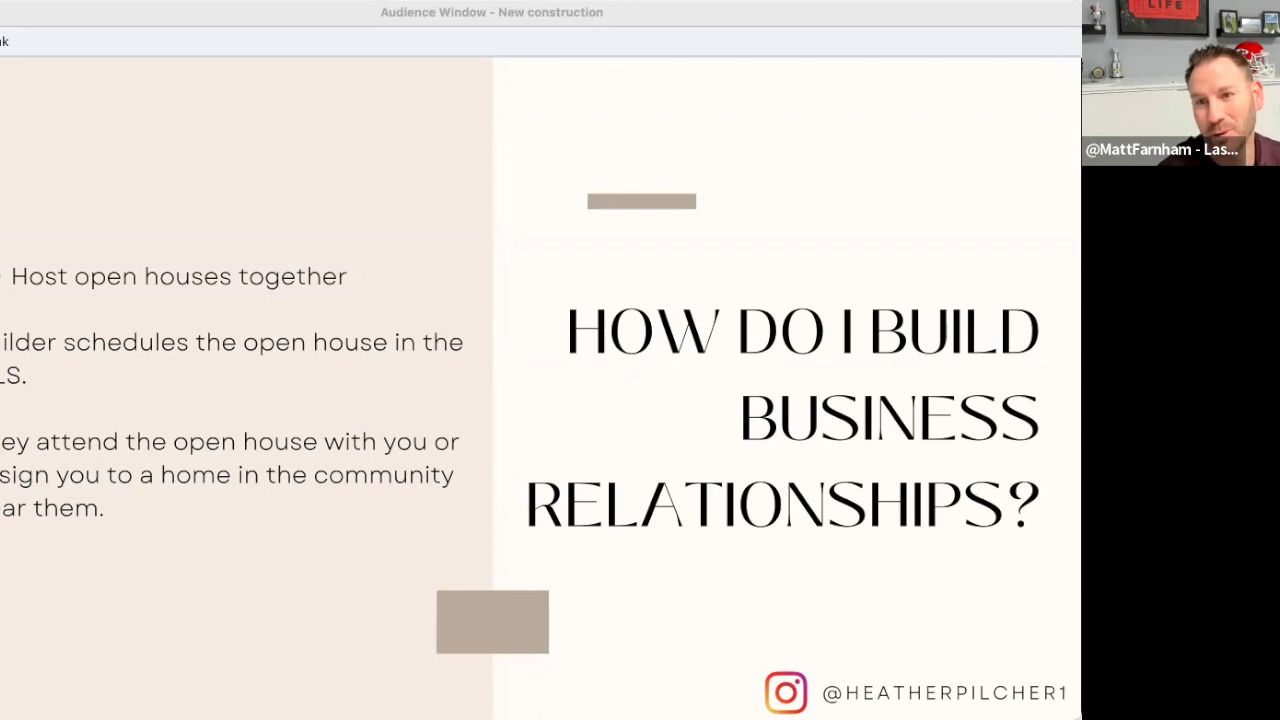 Audience Window - New construction
LIFE
@MattFarnham - Las...
Host open houses together
ilder schedules the open house in the
LS.
ey attend the open house with you or
sign you to a home in the community
ar them.
HOW DO I BUILD
BUSINESS
RELATIONSHIPS?
@HEATHERPILCHER1